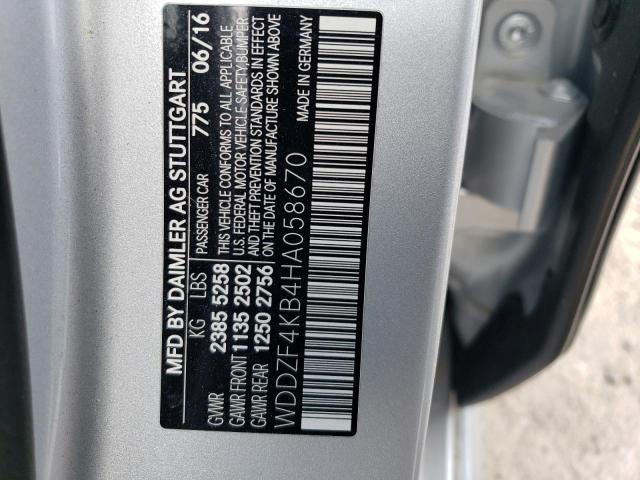 MFD BY DAIMLER AG STUTTGART
KG LBS PASSENGER CAR 775 06/16
GVWR 2385 5258 THIS VEHICLE CONFORMS TO ALL APPLICABLE
GAWR FRONT 1135 2502 U.S. FEDERAL MOTOR VEHICLE SAFETY, BUMPER
GAWR REAR 1250 2756 AND THEFT PREVENTION STANDARDS IN EFFECT
ON THE DATE OF MANUFACTURE SHOWN ABOVE
WDDZF4KB4HA058670 MADE IN GERMANY